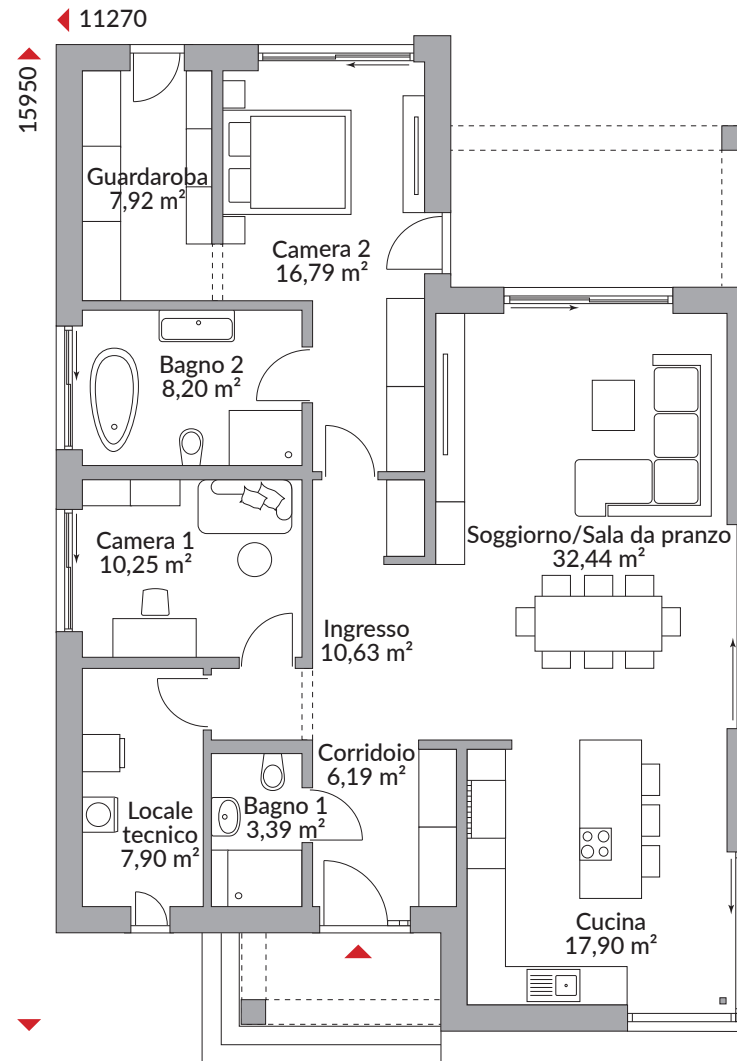 11270
15950
Guardaroba
7,92 m²
Camera 2
16,79 m²
Bagno 2
8,20 m²
Camera 1
10,25 m²
Soggiorno/Sala da pranzo
32,44 m²
Ingresso
10,63 m²
Corridoio
6,19 m²
Bagno 1
3,39 m²
Locale
tecnico
7,90 m²
Cucina
17,90 m²